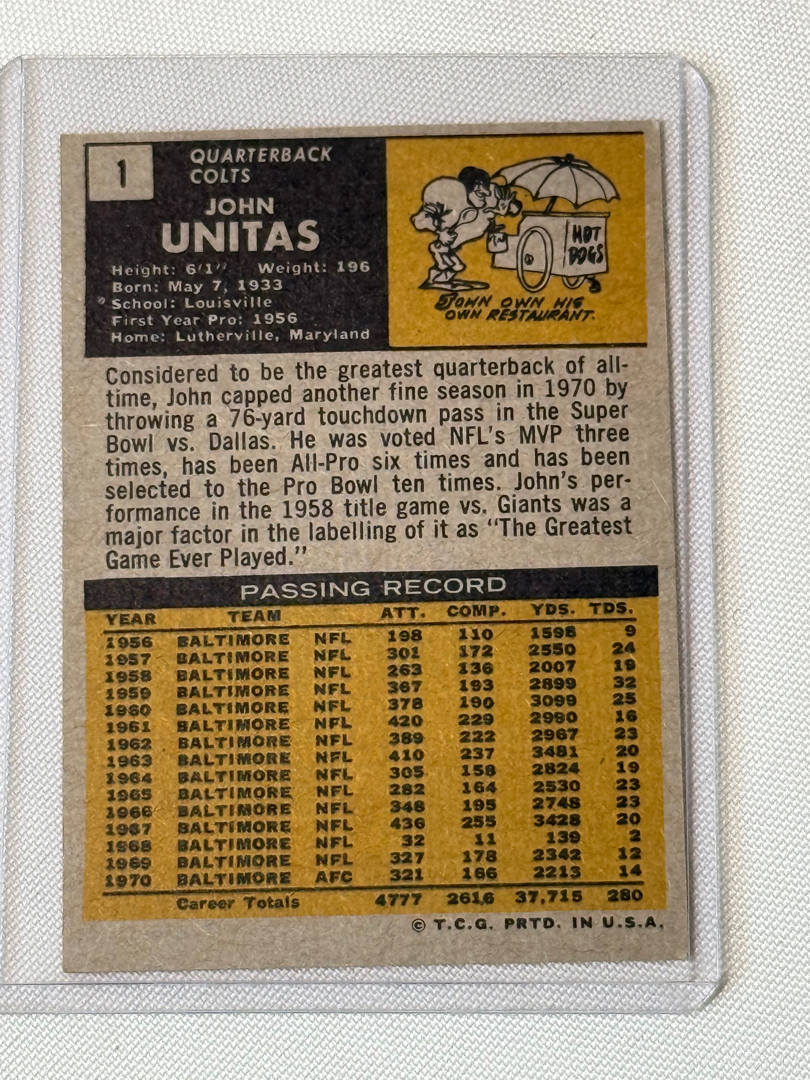 1
QUARTERBACK
COLTS
JOHN
UNITAS
Height: 6'1" Weight: 196
Born: May 7, 1933
School: Louisville
First Year Pro: 1956
Home: Lutherville, Maryland
HOT
DOGS
JOHN OWN HIS
OWN RESTAURANT.
Considered to be the greatest quarterback of all-
time, John capped another fine season in 1970 by
throwing a 76-yard touchdown pass in the Super
Bowl vs. Dallas. He was voted NFL's MVP three
times, has been All-Pro six times and has been
selected to the Pro Bowl ten times. John's per-
formance in the 1958 title game vs. Giants was a
major factor in the labelling of it as "The Greatest
Game Ever Played."
PASSING RECORD
YEAR TEAM ATT. COMP. YDS. TDS.
1956 BALTIMORE NFL 198 110 1598 9
1957 BALTIMORE NFL 301 172 2550 24
1958 BALTIMORE NFL 263 136 2007 19
1959 BALTIMORE NFL 367 193 2899 32
1960 BALTIMORE NFL 378 190 3099 25
1961 BALTIMORE NFL 420 229 2990 16
1962 BALTIMORE NFL 389 222 2967 23
1963 BALTIMORE NFL 410 237 3481 20
1964 BALTIMORE NFL 305 158 2824 19
1965 BALTIMORE NFL 282 164 2530 23
1966 BALTIMORE NFL 348 195 2748 23
1967 BALTIMORE NFL 436 255 3428 20
1968 BALTIMORE NFL 32 11 139 2
1969 BALTIMORE NFL 327 178 2342 12
1970 BALTIMORE AFC 321 166 2213 14
Career Totals 4777 2616 37,715 280
© T.C.G. PRTD. IN U.S.A.